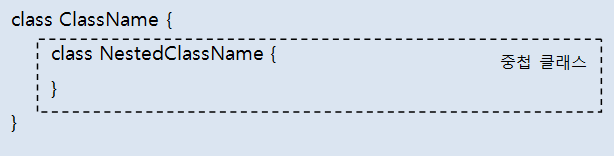 class ClassName {
class NestedClassName {
중첩 클래스
}
}